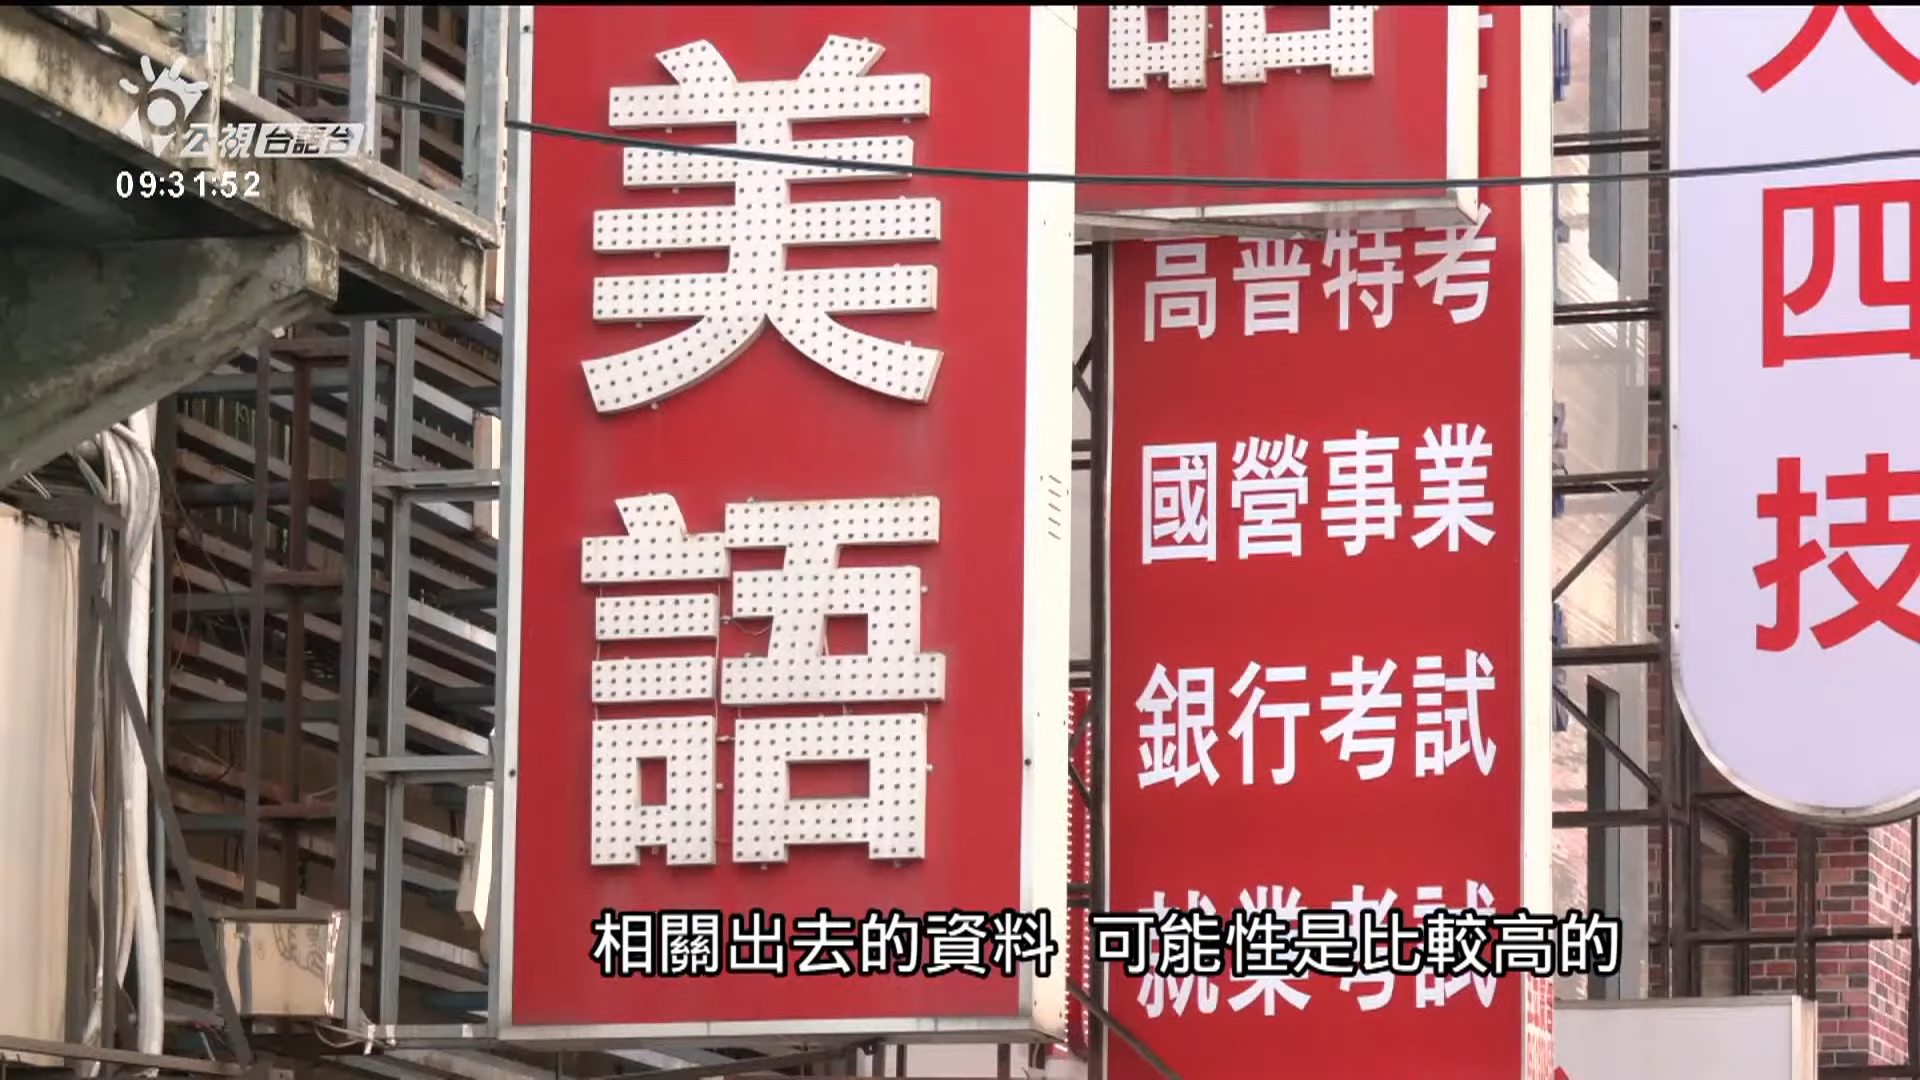 公視台語台
09:31:52
美語
語
高普特考
國營事業
銀行考試
就業考試
四技
相關出去的資料 可能性是比較高的